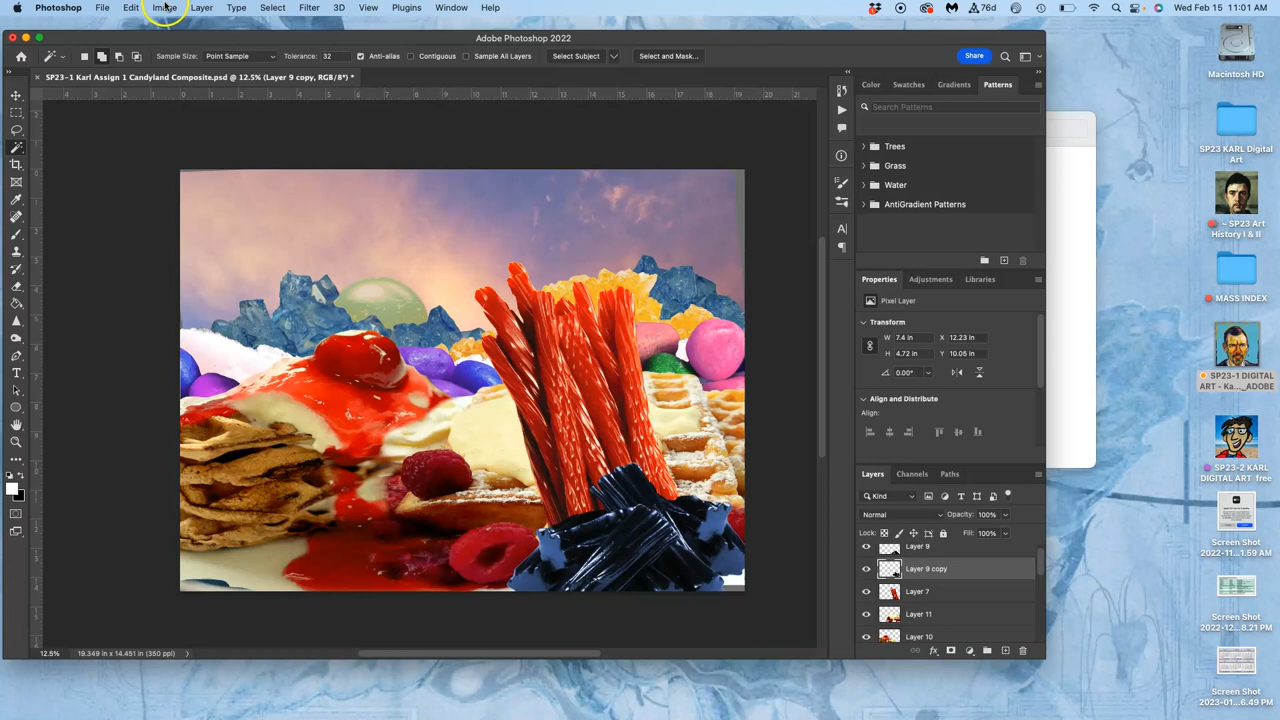 Photoshop File Edit Image Layer Type Select Filter 3D View Plugins Window Help
76d Wed Feb 15 11:01 AM
Adobe Photoshop 2022
Sample Size: Point Sample Tolerance: 32 Anti-alias Contiguous Sample All Layers Select Subject Select and Mask... Share
SP23-1 Karl Assign 1 Candyland Composite.psd @ 12.5% (Layer 9 copy, RGB/8*) *
Color Swatches Gradients Patterns
Search Patterns
Trees
Grass
Water
AntiGradient Patterns
Properties Adjustments Libraries
Pixel Layer
Transform
W 7.4 in X 12.23 in
H 4.72 in Y 10.05 in
0.00°
Align and Distribute
Align:
Layers Channels Paths
Kind
Normal Opacity: 100%
Lock: Fill: 100%
Layer 9
Layer 9 copy
Layer 7
Layer 11
Layer 10
12.5% 19.349 in x 14.451 in (350 ppi)
Macintosh HD
SP23 KARL Digital
Art
~ SP23 Art
History I & II
MASS INDEX
SP23-1 DIGITAL
ART - Ka..._ADOBE
SP23-2 KARL
DIGITAL ART free
Screen Shot
2022-11...1.59 AM
Screen Shot
2022-12...8.21 PM
Screen Shot
2023-01...6.49 PM